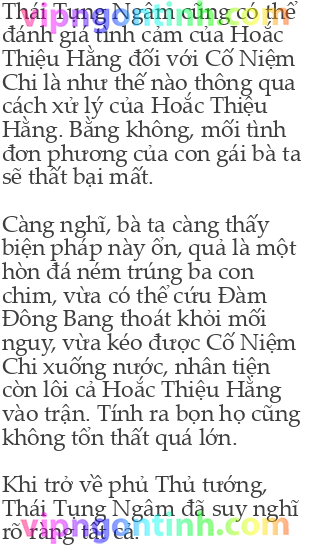 Thái Tụng Ngâm cũng có thể
vipngontinh.com
đánh giá tình cảm của Hoắc
Thiệu Hằng đối với Cố Niệm
Chi là như thế nào thông qua
cách xử lý của Hoắc Thiệu
Hằng. Bằng không, mối tình
đơn phương của con gái bà ta
sẽ thất bại mất.
Càng nghĩ, bà ta càng thấy
biện pháp này ổn, quả là một
hòn đá ném trúng ba con
chim, vừa có thể cứu Đàm
Đông Bang thoát khỏi mối
nguy, vừa kéo được Cố Niệm
Chi xuống nước, nhân tiện
còn lôi cả Hoắc Thiệu Hằng
vào trận. Tính ra bọn họ cũng
không tổn thất quá lớn.
Khi trở về phủ Thủ tướng,
Thái Tụng Ngâm đã suy nghĩ
rõ ràng tất cả.
vipngontinh.com